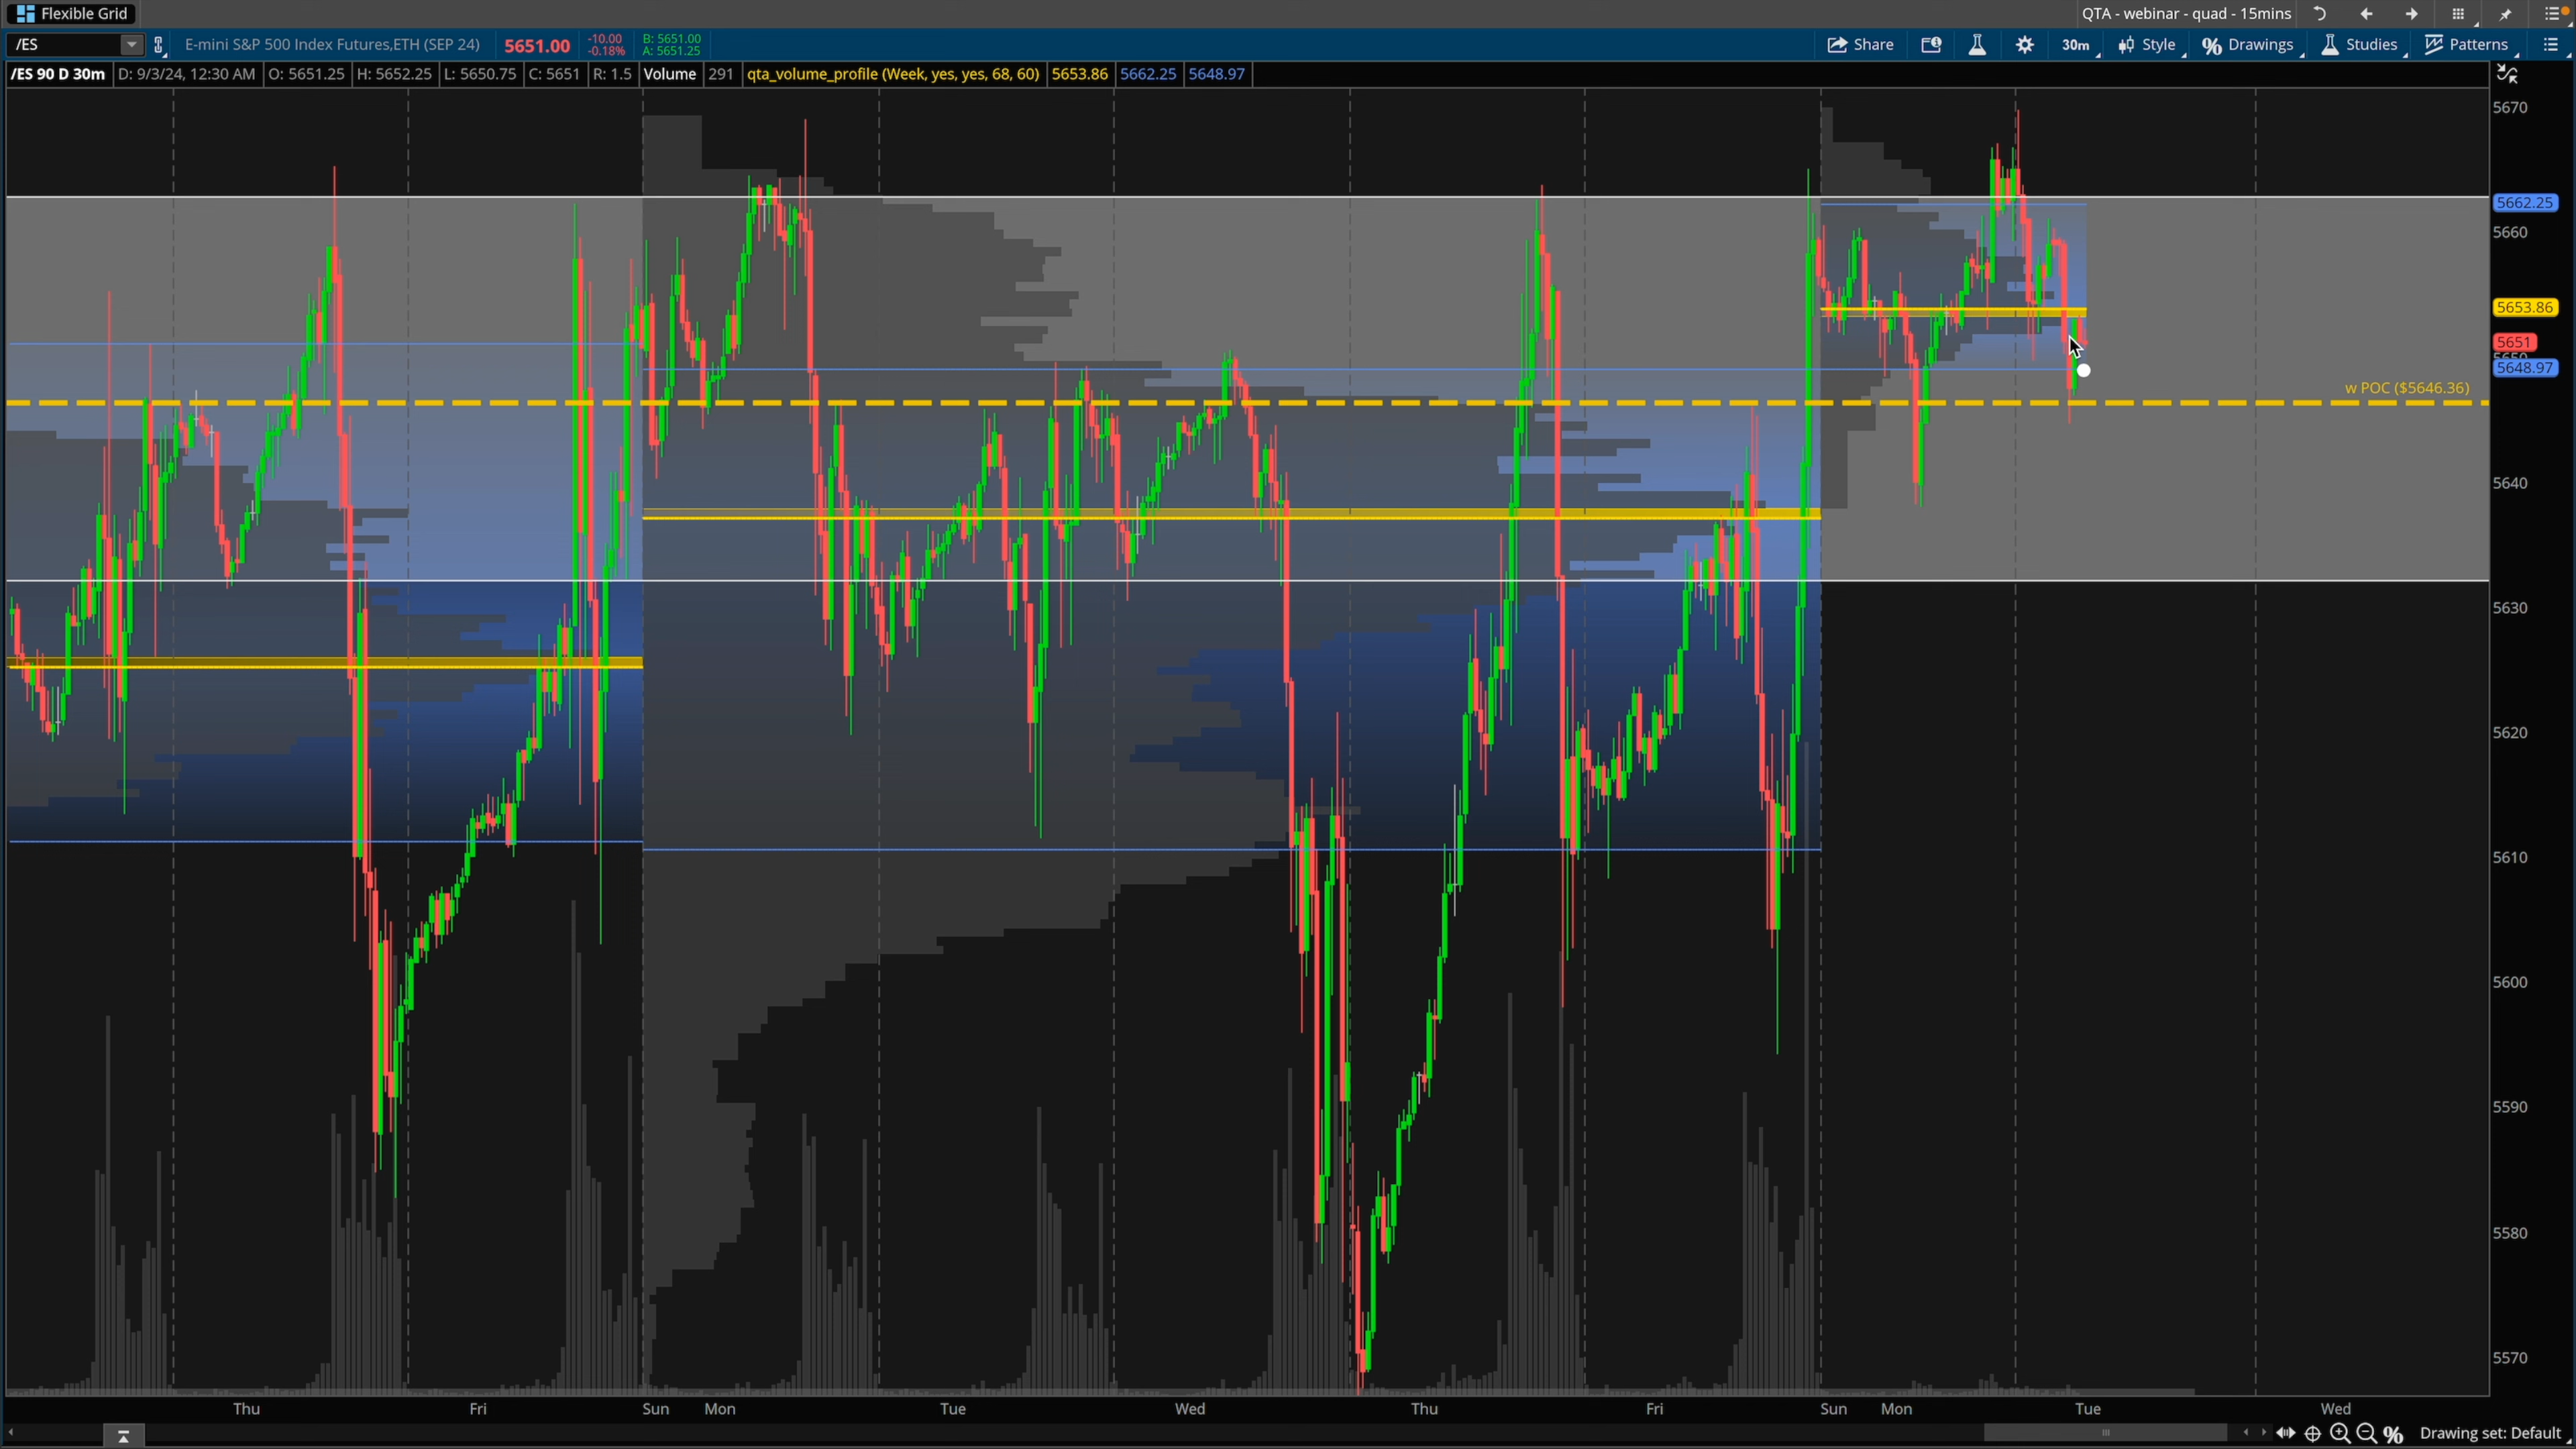 Flexible Grid
QTA - webinar - quad - 15mins
/ES
E-mini S&P 500 Index Futures,ETH (SEP 24)
5651.00
-10.00
-0.18%
B: 5651.00
A: 5651.25
Share
30m
Style
Drawings
Studies
Patterns
/ES 90 D 30m
D: 9/3/24, 12:30 AM
O: 5651.25
H: 5652.25
L: 5650.75
C: 5651
R: 1.5
Volume
291
qta_volume_profile (Week, yes, yes, 68, 60)
5653.86
5662.25
5648.97
5670
5662.25
5660
5653.86
5651
5650
5648.97
w POC ($5646.36)
5640
5630
5620
5610
5600
5590
5580
5570
Thu
Fri
Sun
Mon
Tue
Wed
Thu
Fri
Sun
Mon
Tue
Wed
Drawing set: Default